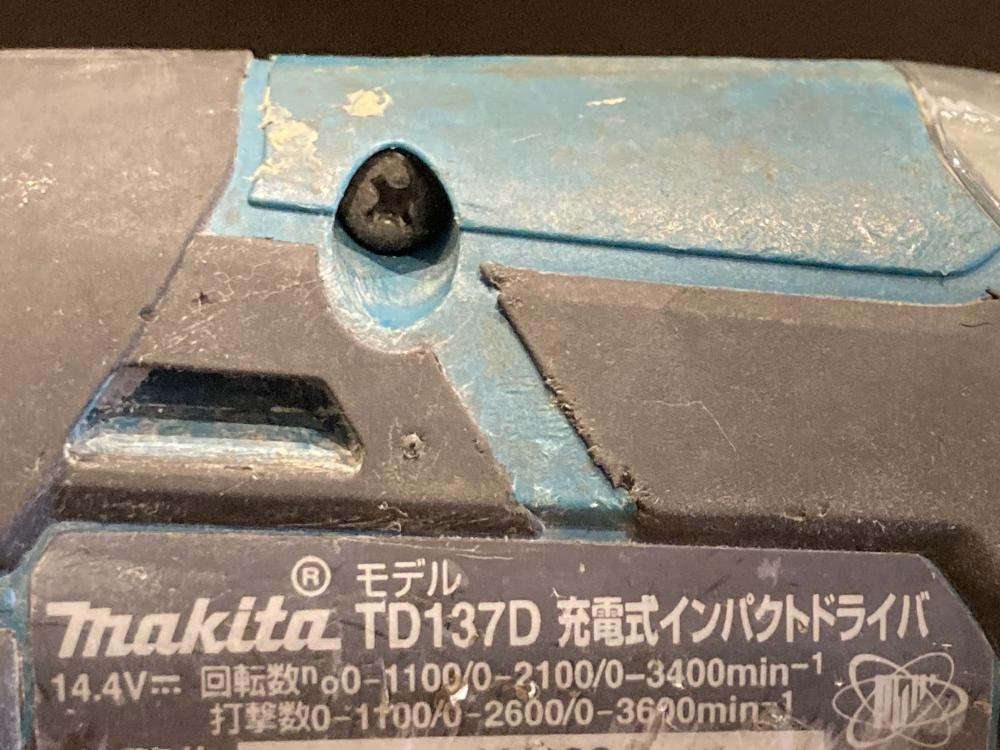 ® モデル
makita TD137D 充電式インパクトドライバ
14.4V⎓ 回転数n₀0-1100/0-2100/0-3400min⁻¹
打撃数0-1100/0-2600/0-3600min⁻¹